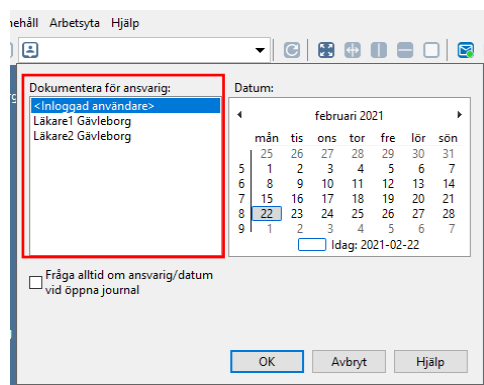 ehåll Arbetsyta Hjälp
Dokumentera för ansvarig:
<Inloggad användare>
Läkare1 Gävleborg
Läkare2 Gävleborg
Datum:
februari 2021
mån tis ons tor fre lör sön
25 26 27 28 29 30 31
5 1 2 3 4 5 6 7
6 8 9 10 11 12 13 14
7 15 16 17 18 19 20 21
8 22 23 24 25 26 27 28
9 1 2 3 4 5 6 7
Idag: 2021-02-22
Fråga alltid om ansvarig/datum
vid öppna journal
OK Avbryt Hjälp